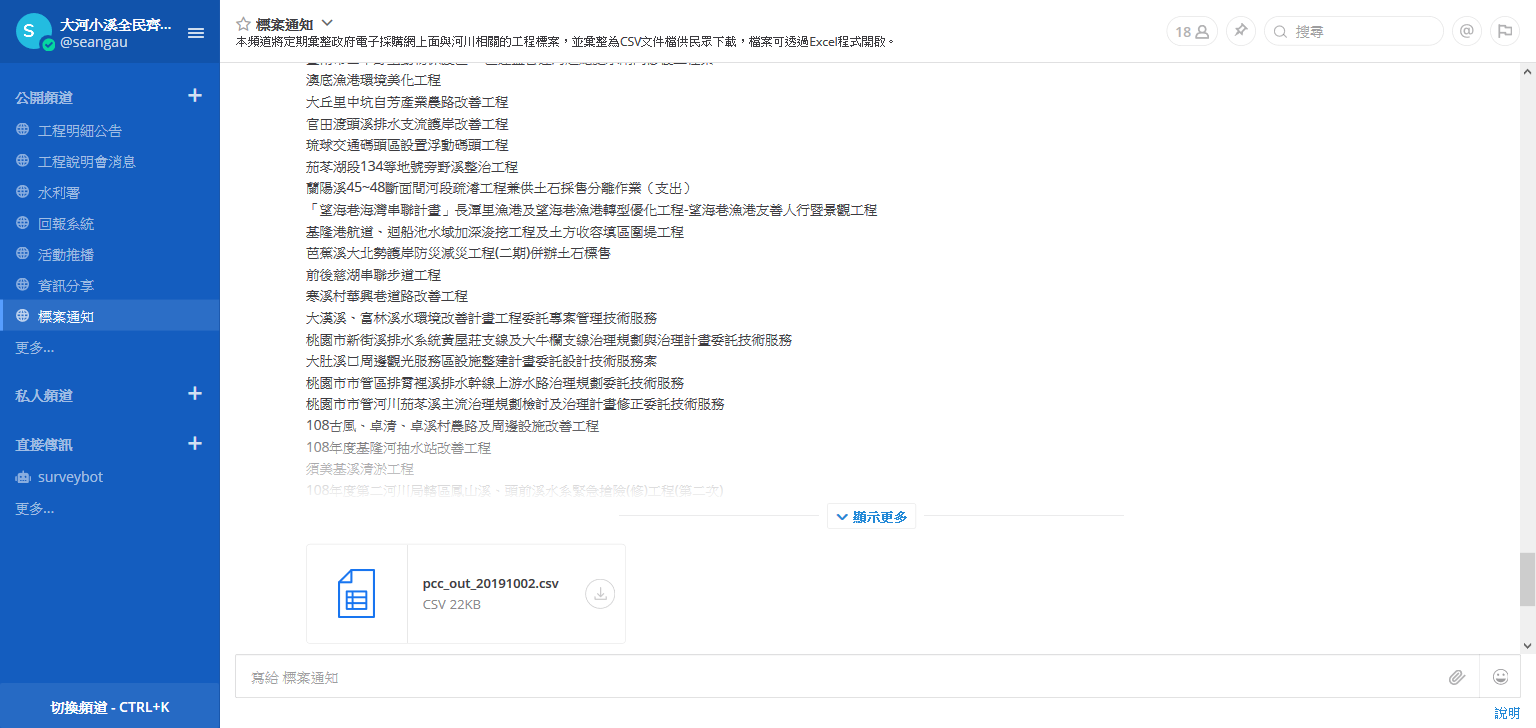 S
大河小溪全民齊...
@seangau
公開頻道
工程明細公告
工程說明會消息
水利署
回報系統
活動推播
資訊分享
標案通知
更多...
私人頻道
直接傳訊
surveybot
更多...
切換頻道 - CTRL+K
標案通知
本頻道將定期彙整政府電子採購網上面與河川相關的工程標案，並彙整為CSV文件檔供民眾下載，檔案可透過Excel程式開啟。
18
搜尋
澳底漁港環境美化工程
大丘里中坑自芳產業農路改善工程
官田渡頭溪排水支流護岸改善工程
琉球交通碼頭區設置浮動碼頭工程
茄苳湖段134等地號旁野溪整治工程
蘭陽溪45~48斷面間河段疏濬工程兼供土石採售分離作業（支出）
「望海巷海灣串聯計畫」長潭里漁港及望海巷漁港轉型優化工程-望海巷漁港友善人行暨景觀工程
基隆港航道、迴船池水域加深浚挖工程及土方收容填區圍堤工程
芭蕉溪大北勢護岸防災減災工程(二期)併辦土石標售
前後慈湖串聯步道工程
寒溪村華興巷道路改善工程
大漢溪、富林溪水環境改善計畫工程委託專案管理技術服務
桃園市新街溪排水系統黃屋莊支線及大牛欄支線治理規劃與治理計畫委託技術服務
大肚溪口周邊觀光服務區設施整建計畫委託設計技術服務案
桃園市市管區排霄裡溪排水幹線上游水路治理規劃委託技術服務
桃園市市管河川茄苳溪主流治理規劃檢討及治理計畫修正委託技術服務
108古風、卓清、卓溪村農路及周邊設施改善工程
108年度基隆河抽水站改善工程
須美基溪清淤工程
108年度第二河川局轄區鳳山溪、頭前溪水系緊急搶險(修)工程(第二次)
顯示更多
pcc_out_20191002.csv
CSV 22KB
寫給 標案通知
說明